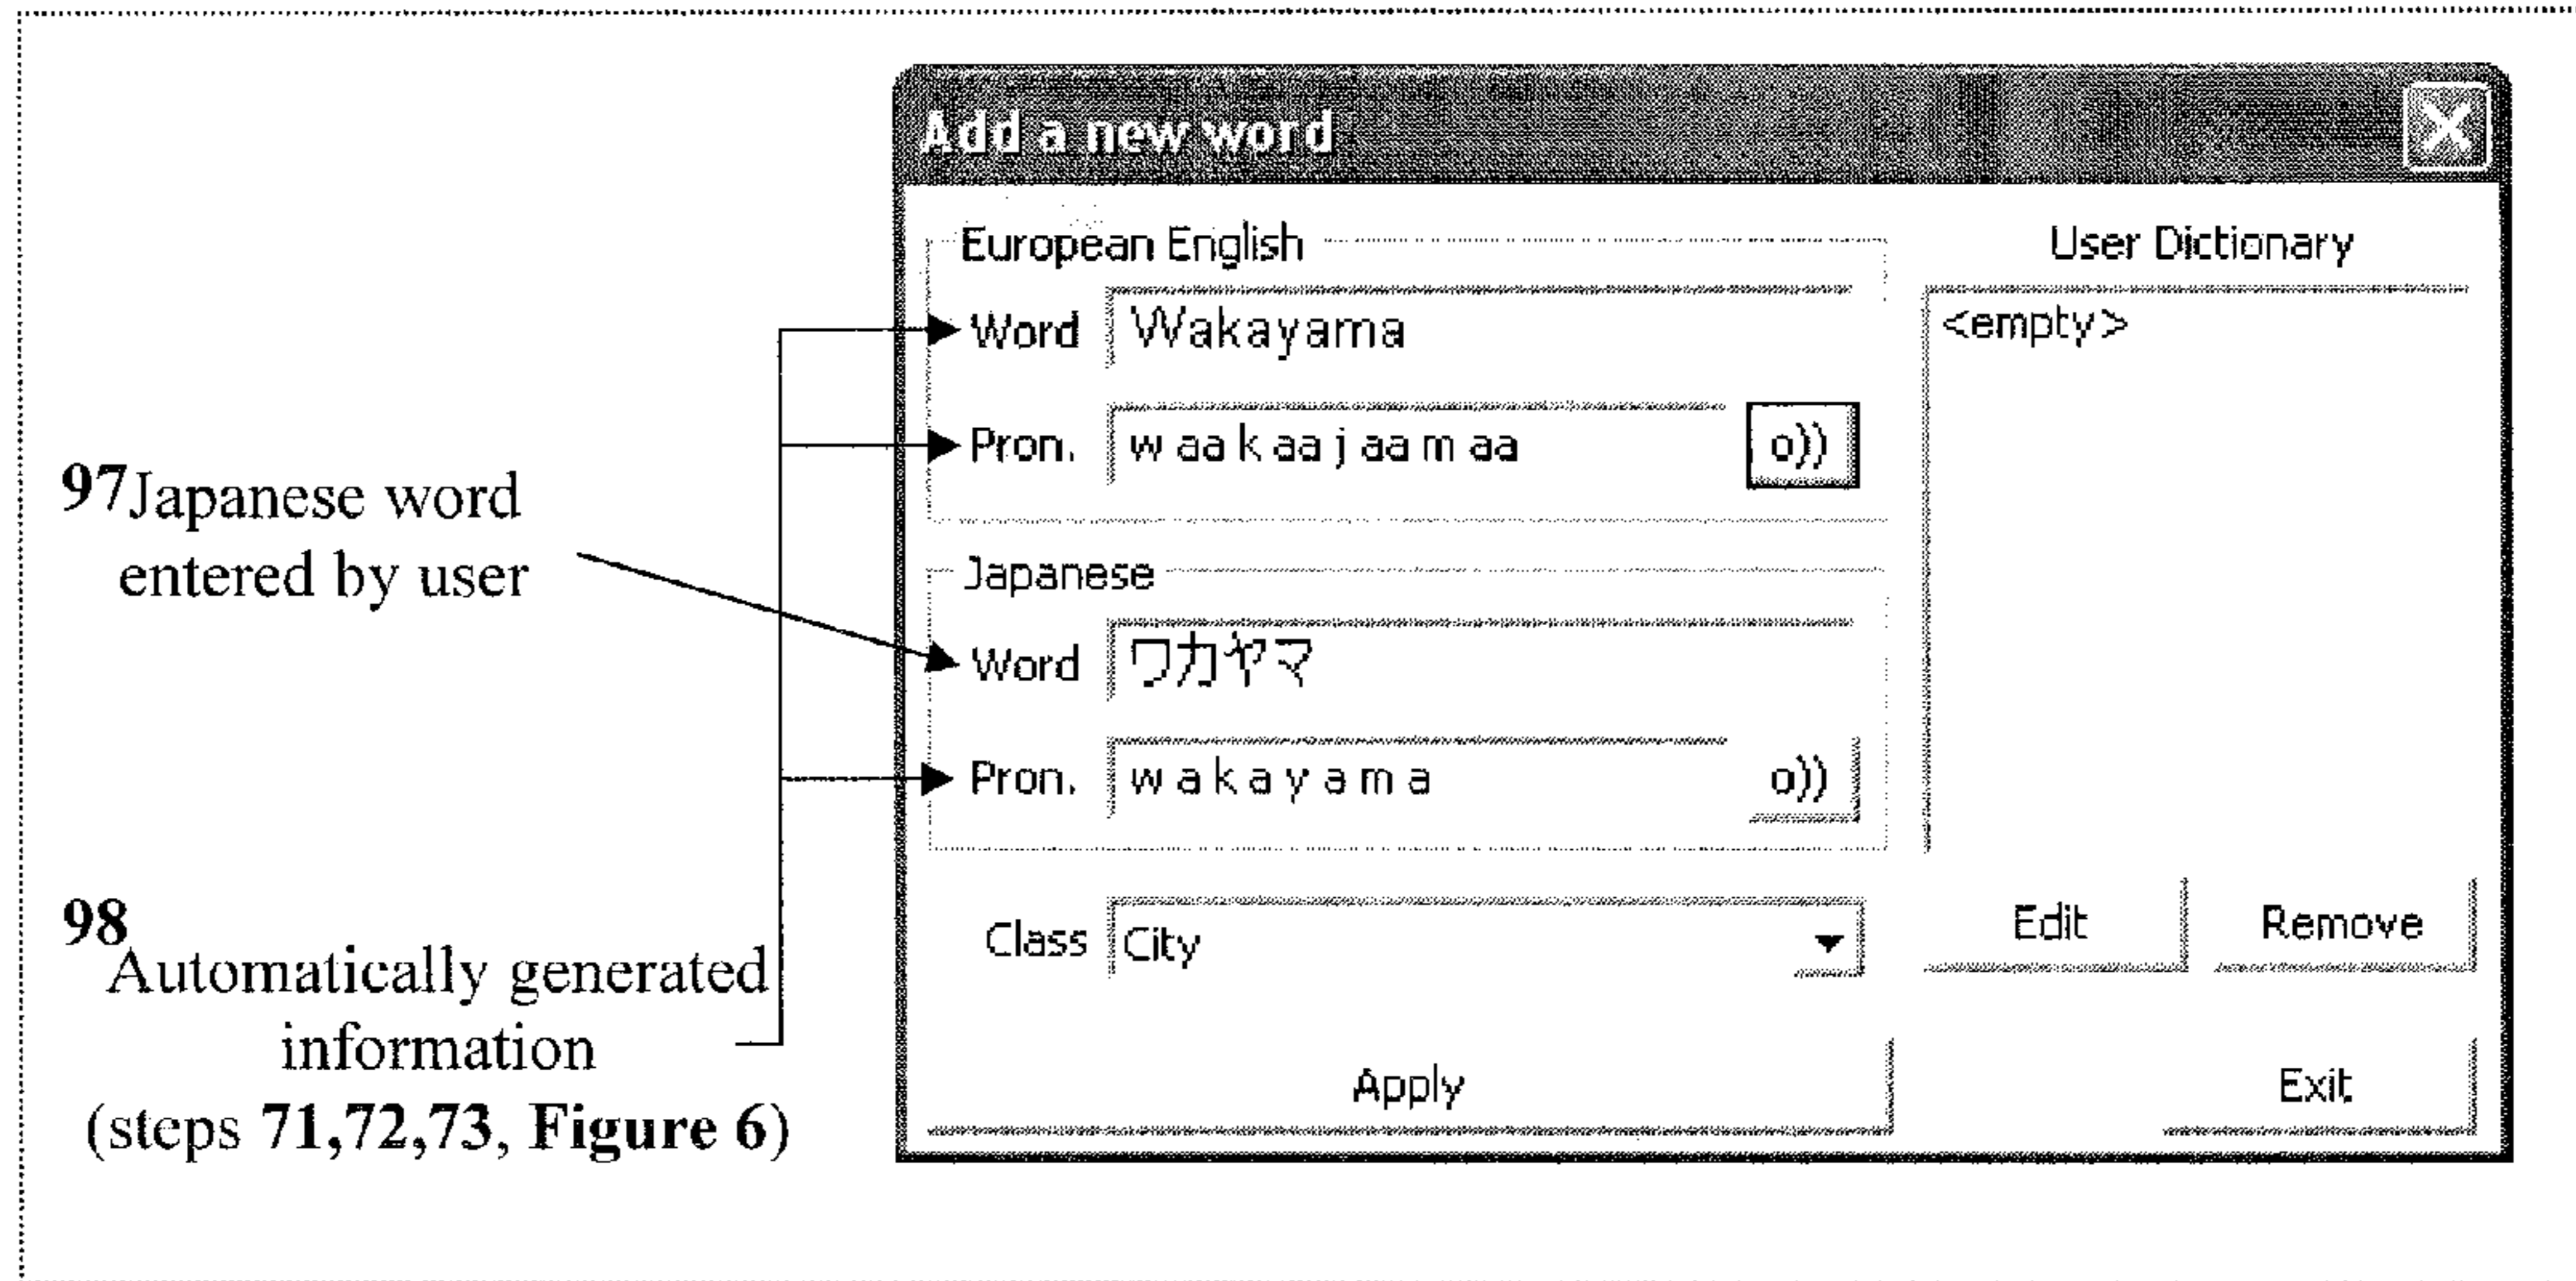 Add a new word
European English
Word Wakayama
Pron. w aa k aa j aa m aa o))
Japanese
Word ワカヤマ
Pron. w a k a y a m a o))
Class City
Apply
User Dictionary
<empty>
Edit Remove
Exit
97 Japanese word
entered by user
98
Automatically generated
information
(steps 71,72,73, Figure 6)